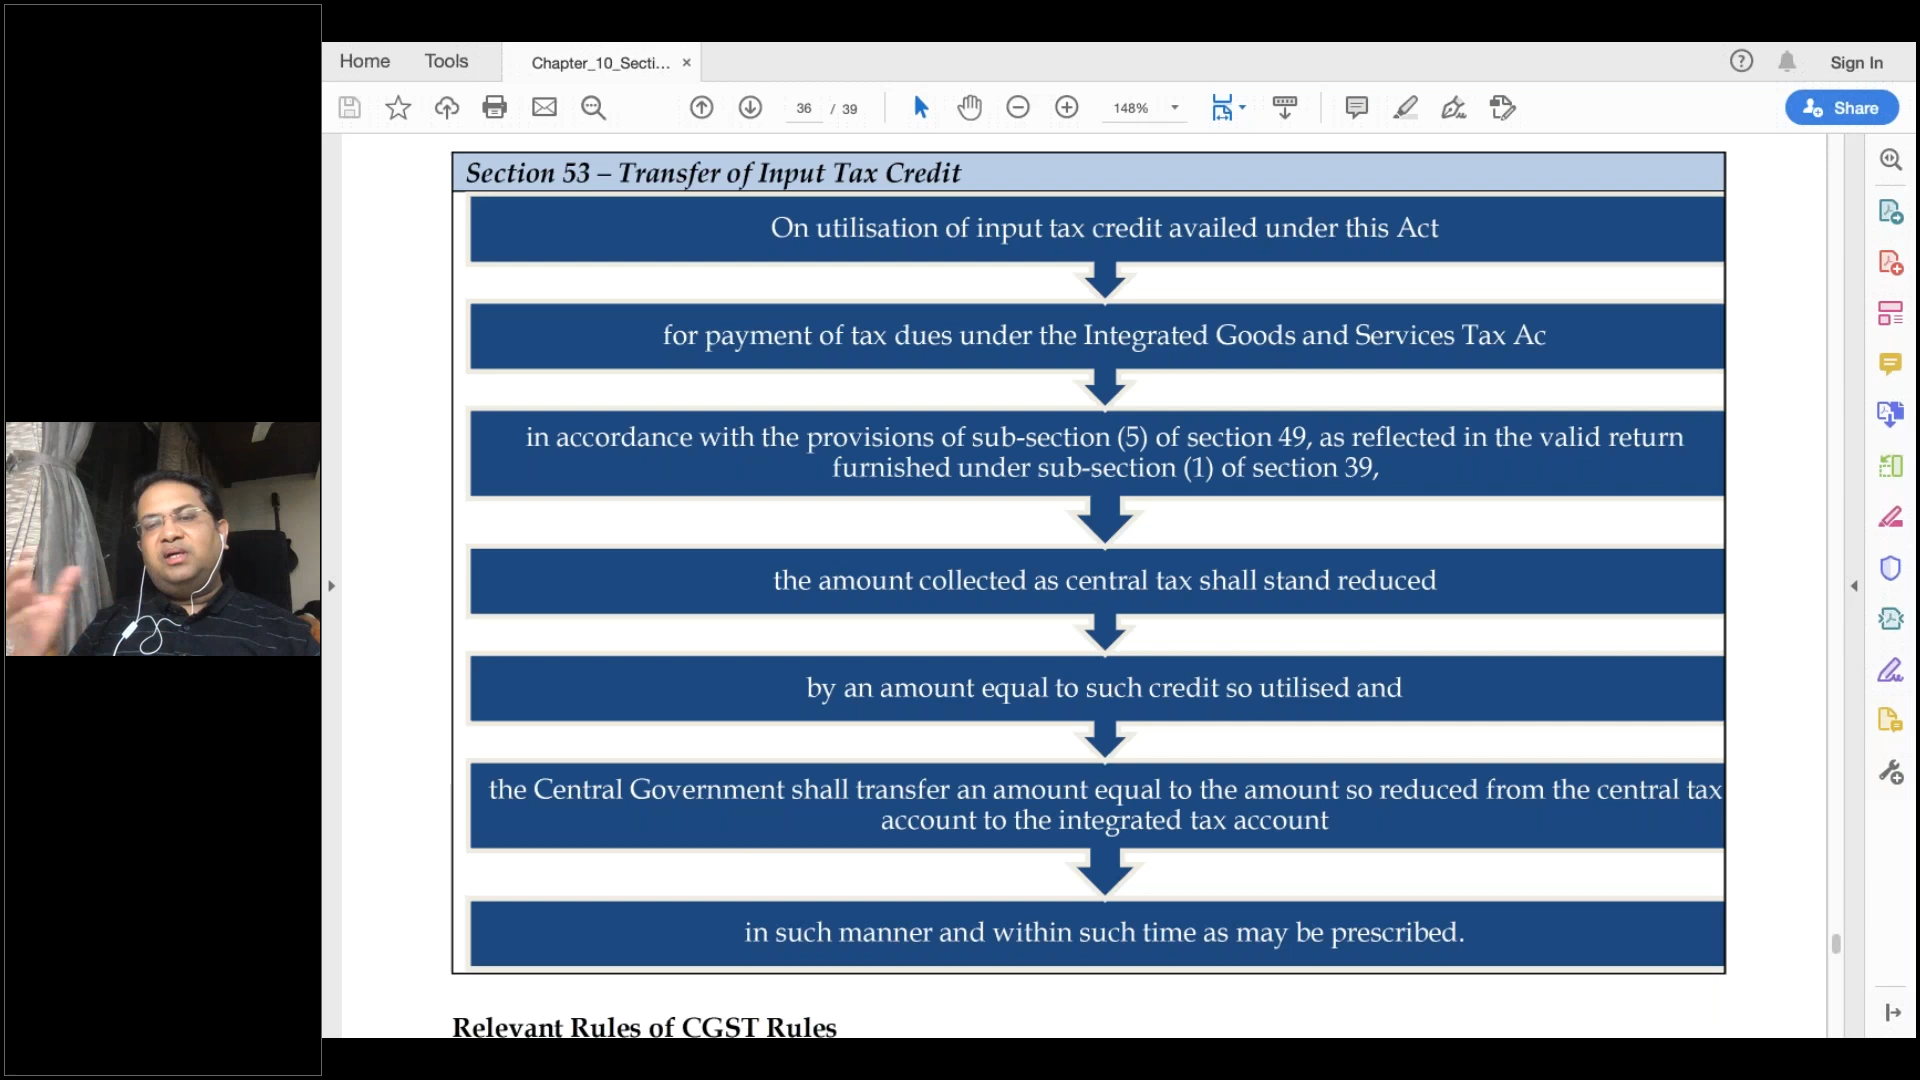 Home
Tools
Chapter_10_Secti... ×
Sign In
36 / 39
148%
Share
Section 53 – Transfer of Input Tax Credit
On utilisation of input tax credit availed under this Act
for payment of tax dues under the Integrated Goods and Services Tax Ac
in accordance with the provisions of sub-section (5) of section 49, as reflected in the valid return
furnished under sub-section (1) of section 39,
the amount collected as central tax shall stand reduced
by an amount equal to such credit so utilised and
the Central Government shall transfer an amount equal to the amount so reduced from the central tax
account to the integrated tax account
in such manner and within such time as may be prescribed.
Relevant Rules of CGST Rules